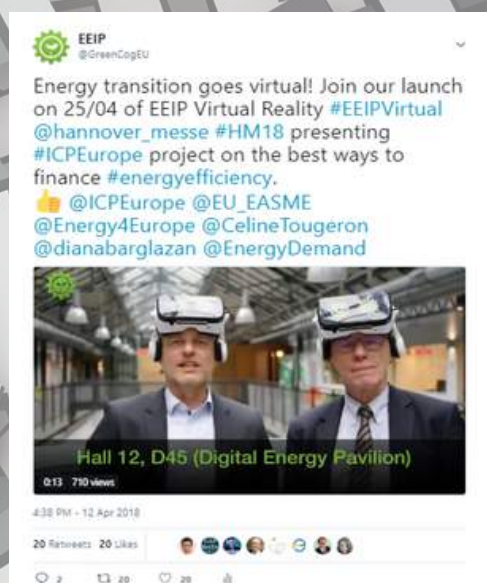 EEIP
@GreenCogEU
Energy transition goes virtual! Join our launch
on 25/04 of EEIP Virtual Reality #EEIPVirtual
@hannover_messe #HM18 presenting
#ICPEurope project on the best ways to
finance #energyefficiency.
👍 @ICPEurope @EU_EASME
@Energy4Europe @CelineTougeron
@dianabarglazan @EnergyDemand
Hall 12, D45 (Digital Energy Pavilion)
0:13 710 views
4:38 PM - 12 Apr 2018
20 Retweets 20 Likes
2 20 20